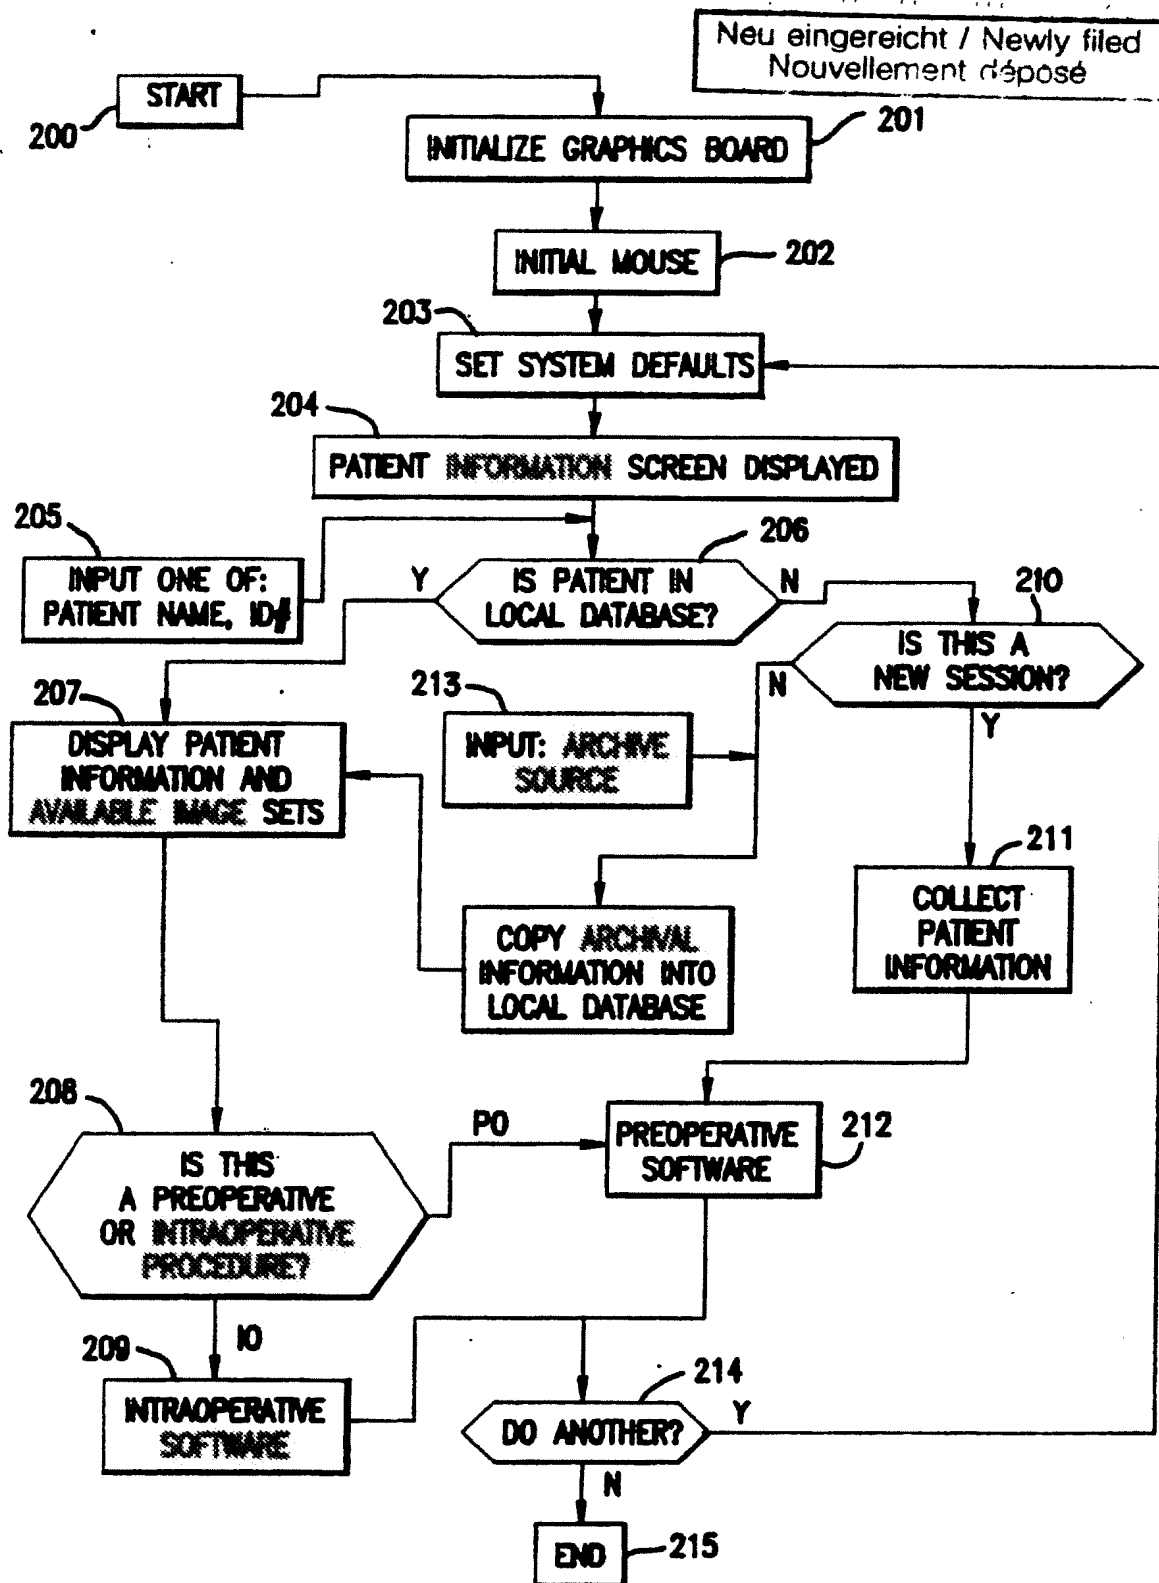 Neu eingereicht / Newly filed
Nouvellement déposé
START
200
201
INITIALIZE GRAPHICS BOARD
INITIAL MOUSE
202
203
SET SYSTEM DEFAULTS
204
PATIENT INFORMATION SCREEN DISPLAYED
205
INPUT ONE OF:
PATIENT NAME, ID#
206
Y
IS PATIENT IN
LOCAL DATABASE?
N
210
IS THIS A
NEW SESSION?
N
Y
207
DISPLAY PATIENT
INFORMATION AND
AVAILABLE IMAGE SETS
213
INPUT: ARCHIVE
SOURCE
211
COLLECT
PATIENT
INFORMATION
COPY ARCHIVAL
INFORMATION INTO
LOCAL DATABASE
208
IS THIS
A PREOPERATIVE
OR INTRAOPERATIVE
PROCEDURE?
PO
PREOPERATIVE
SOFTWARE
212
IO
209
INTRAOPERATIVE
SOFTWARE
214
DO ANOTHER?
Y
N
END
215